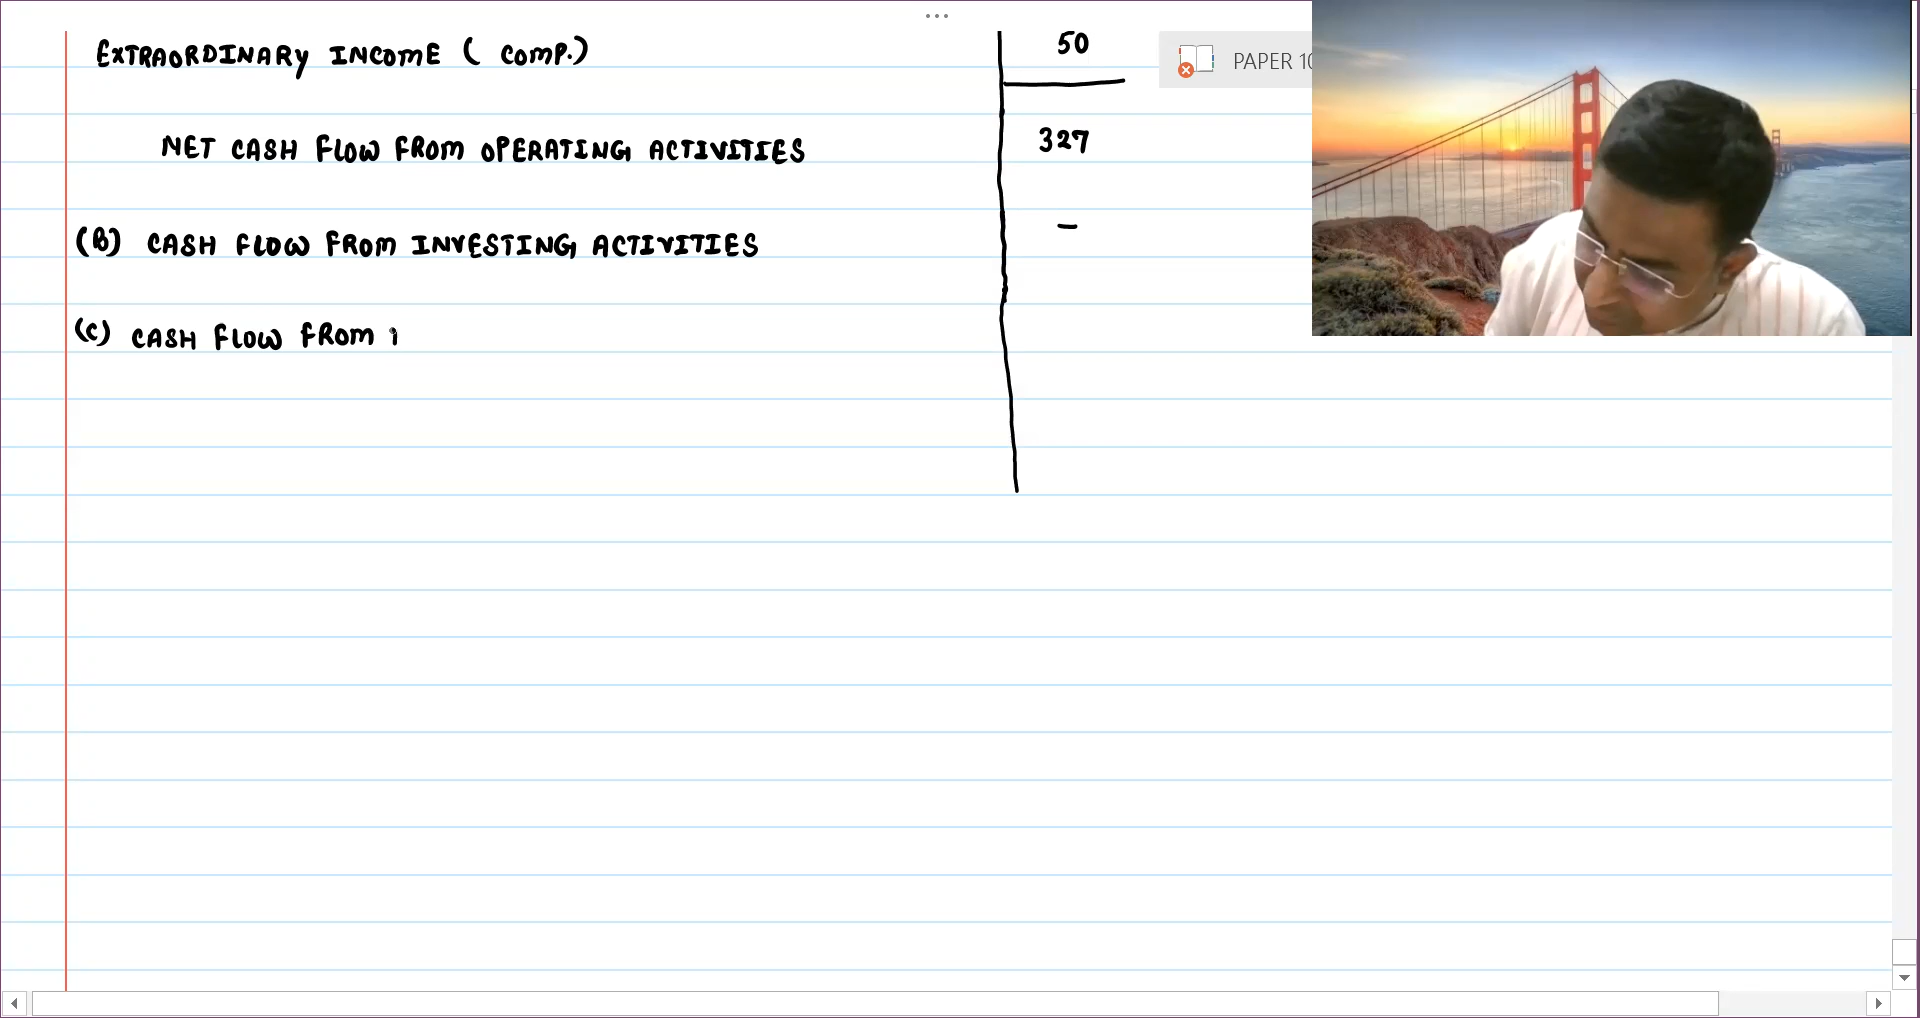 EXTRAORDINARY INCOME ( COMP.) 50
PAPER 10
NET CASH FLOW FROM OPERATING ACTIVITIES 327
(B) CASH FLOW FROM INVESTING ACTIVITIES –
(C) CASH FLOW FROM